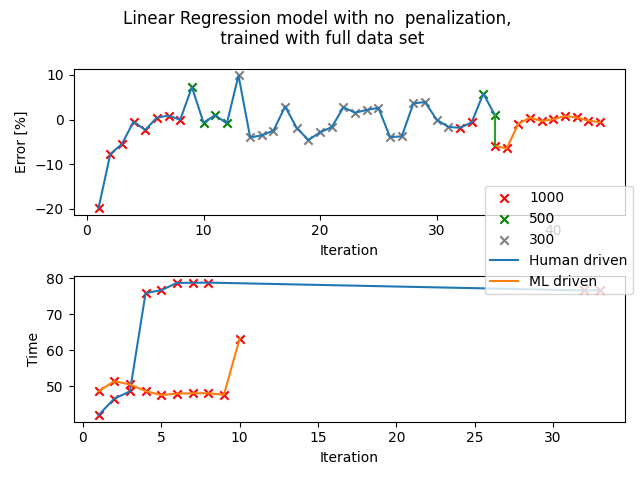 Linear Regression model with no  penalization,
trained with full data set
10
0
−10
−20
Error [%]
0
10
20
30
40
Iteration
1000
500
300
Human driven
ML driven
80
70
60
50
Time
0
5
10
15
20
25
30
Iteration